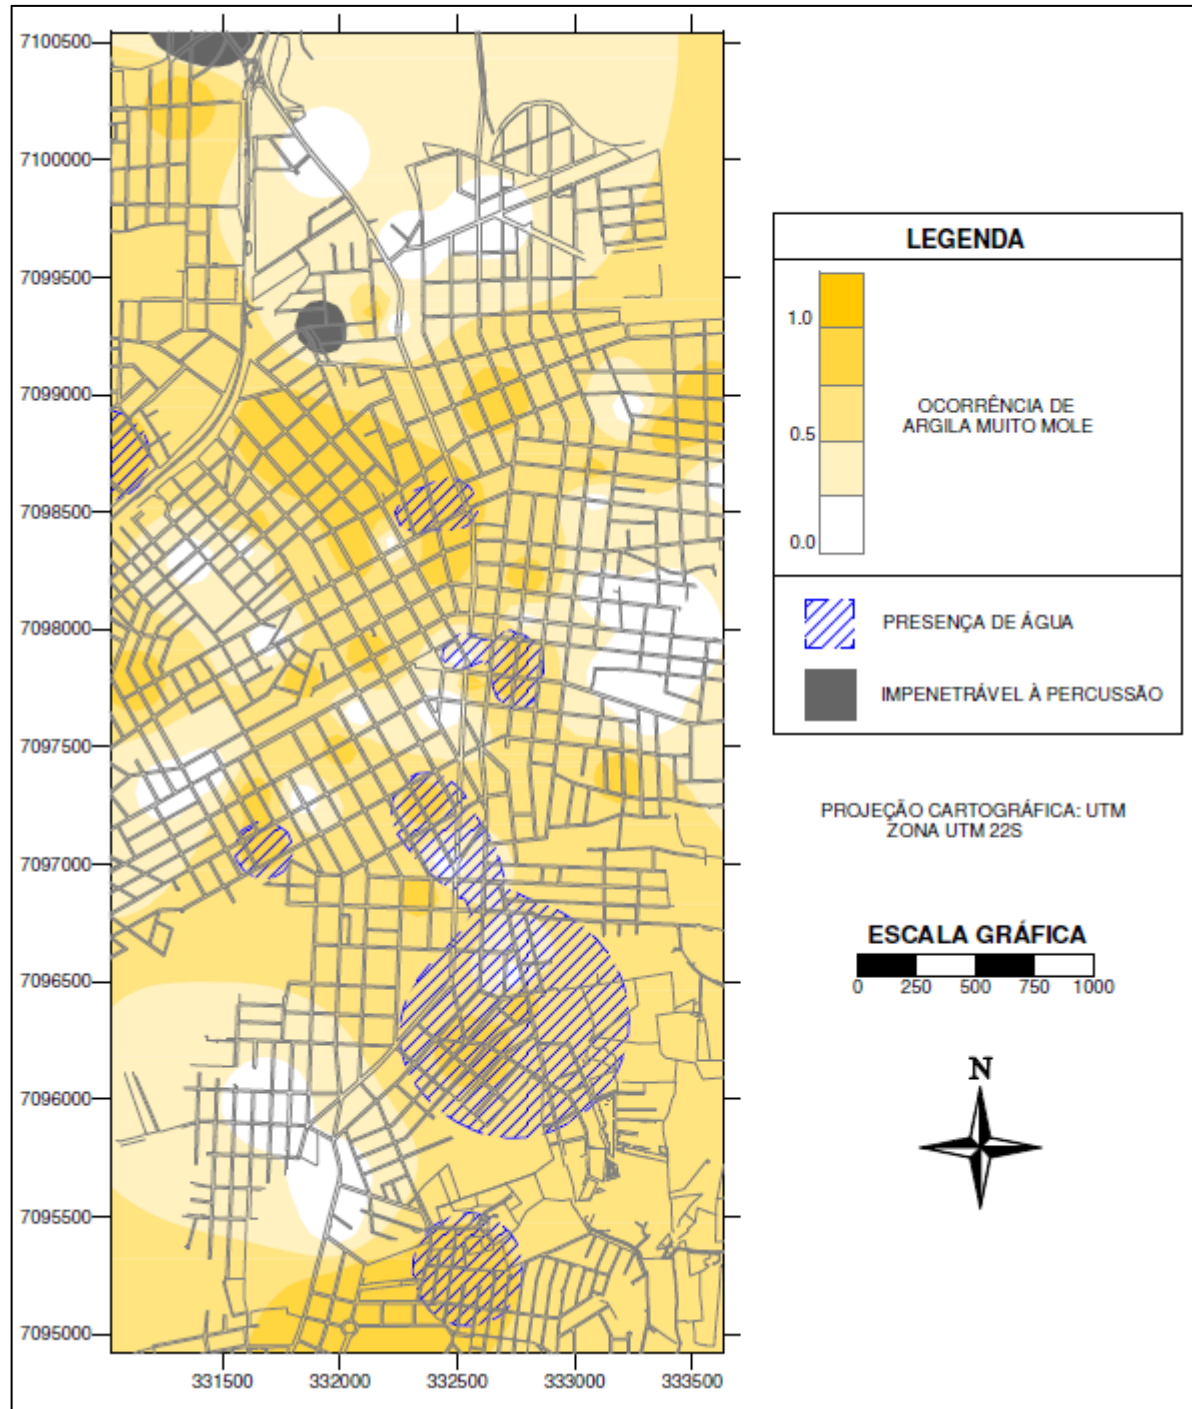 7100500
7100000
7099500
7099000
7098500
7098000
7097500
7097000
7096500
7096000
7095500
7095000
331500
332000
332500
333000
333500
LEGENDA
1.0
0.5
0.0
OCORRÊNCIA DE
ARGILA MUITO MOLE
PRESENÇA DE ÁGUA
IMPENETRÁVEL À PERCUSSÃO
PROJEÇÃO CARTOGRÁFICA: UTM
ZONA UTM 22S
ESCALA GRÁFICA
0 250 500 750 1000
N